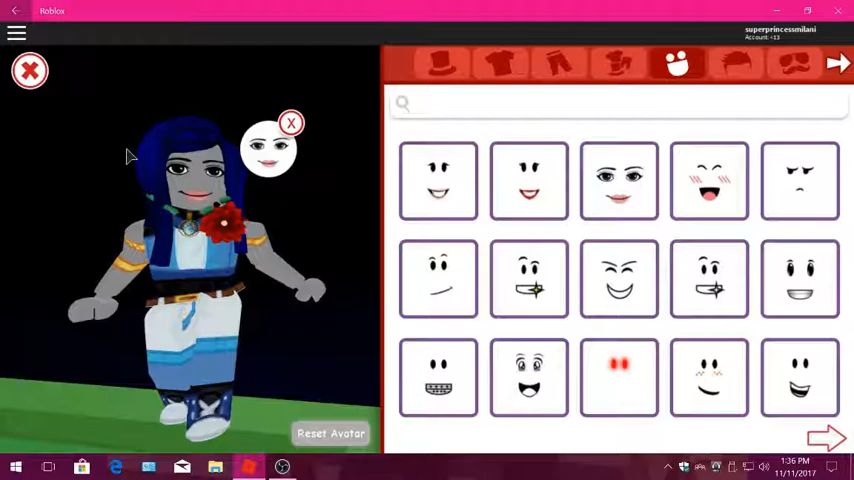 Roblox
superprincessmilani
Account: <13
X
Reset Avatar
1:36 PM
11/11/2017